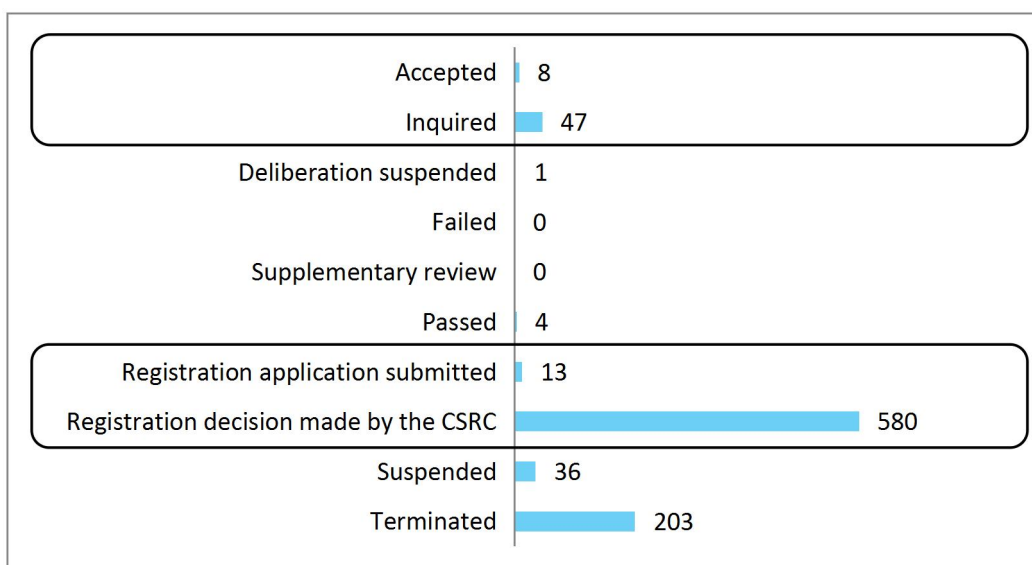 Accepted 8
Inquired 47
Deliberation suspended 1
Failed 0
Supplementary review 0
Passed 4
Registration application submitted 13
Registration decision made by the CSRC 580
Suspended 36
Terminated 203